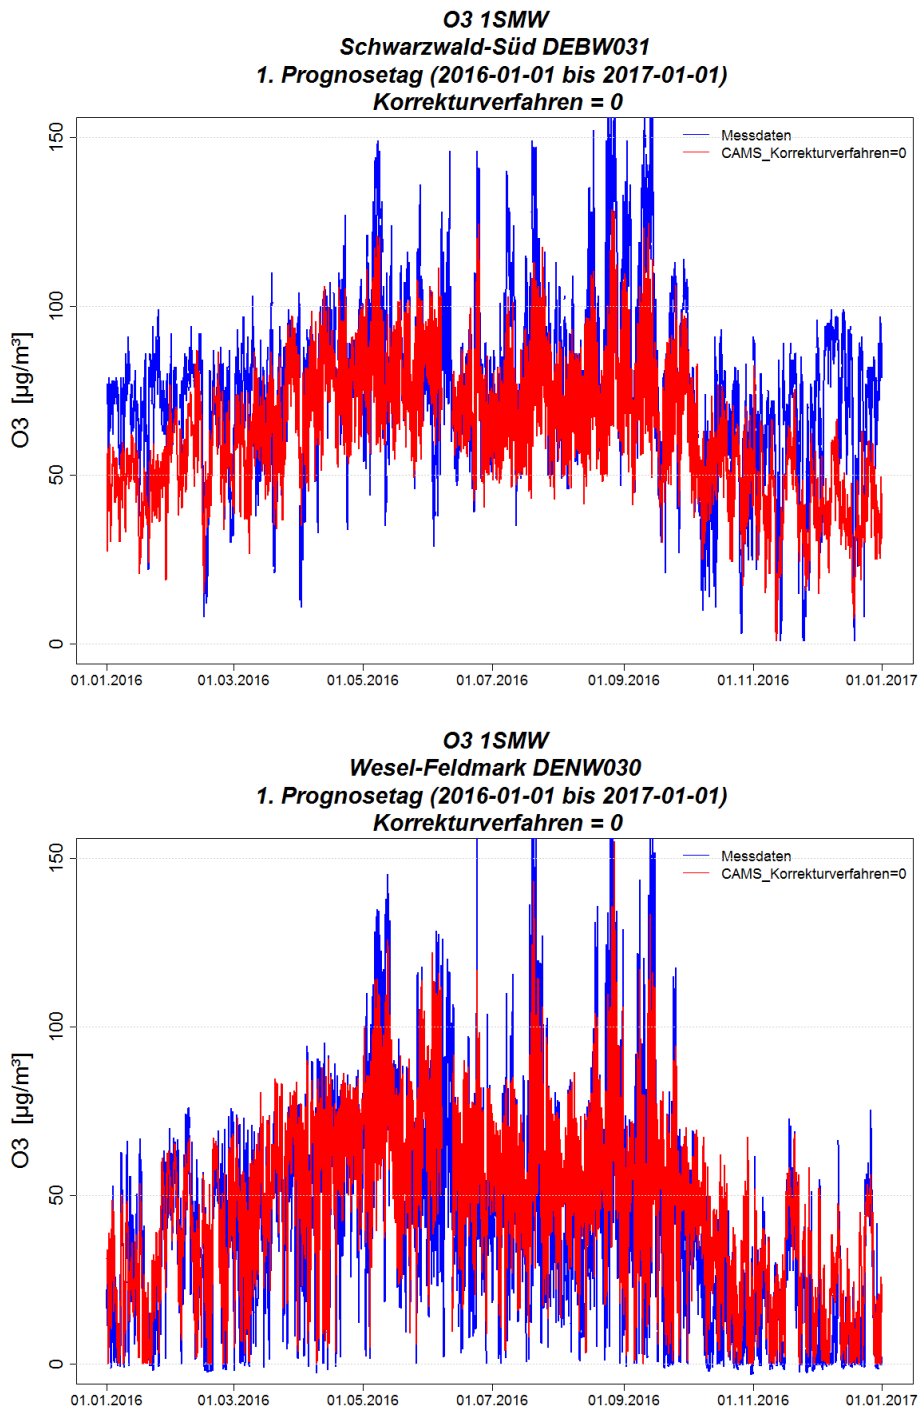 O3 1SMW
Schwarzwald-Süd DEBW031
1. Prognosetag (2016-01-01 bis 2017-01-01)
Korrekturverfahren = 0
Messdaten
CAMS_Korrekturverfahren=0
O3 [µg/m³]
150
100
50
0
01.01.2016 01.03.2016 01.05.2016 01.07.2016 01.09.2016 01.11.2016 01.01.2017
O3 1SMW
Wesel-Feldmark DENW030
1. Prognosetag (2016-01-01 bis 2017-01-01)
Korrekturverfahren = 0
Messdaten
CAMS_Korrekturverfahren=0
O3 [µg/m³]
150
100
50
0
01.01.2016 01.03.2016 01.05.2016 01.07.2016 01.09.2016 01.11.2016 01.01.2017